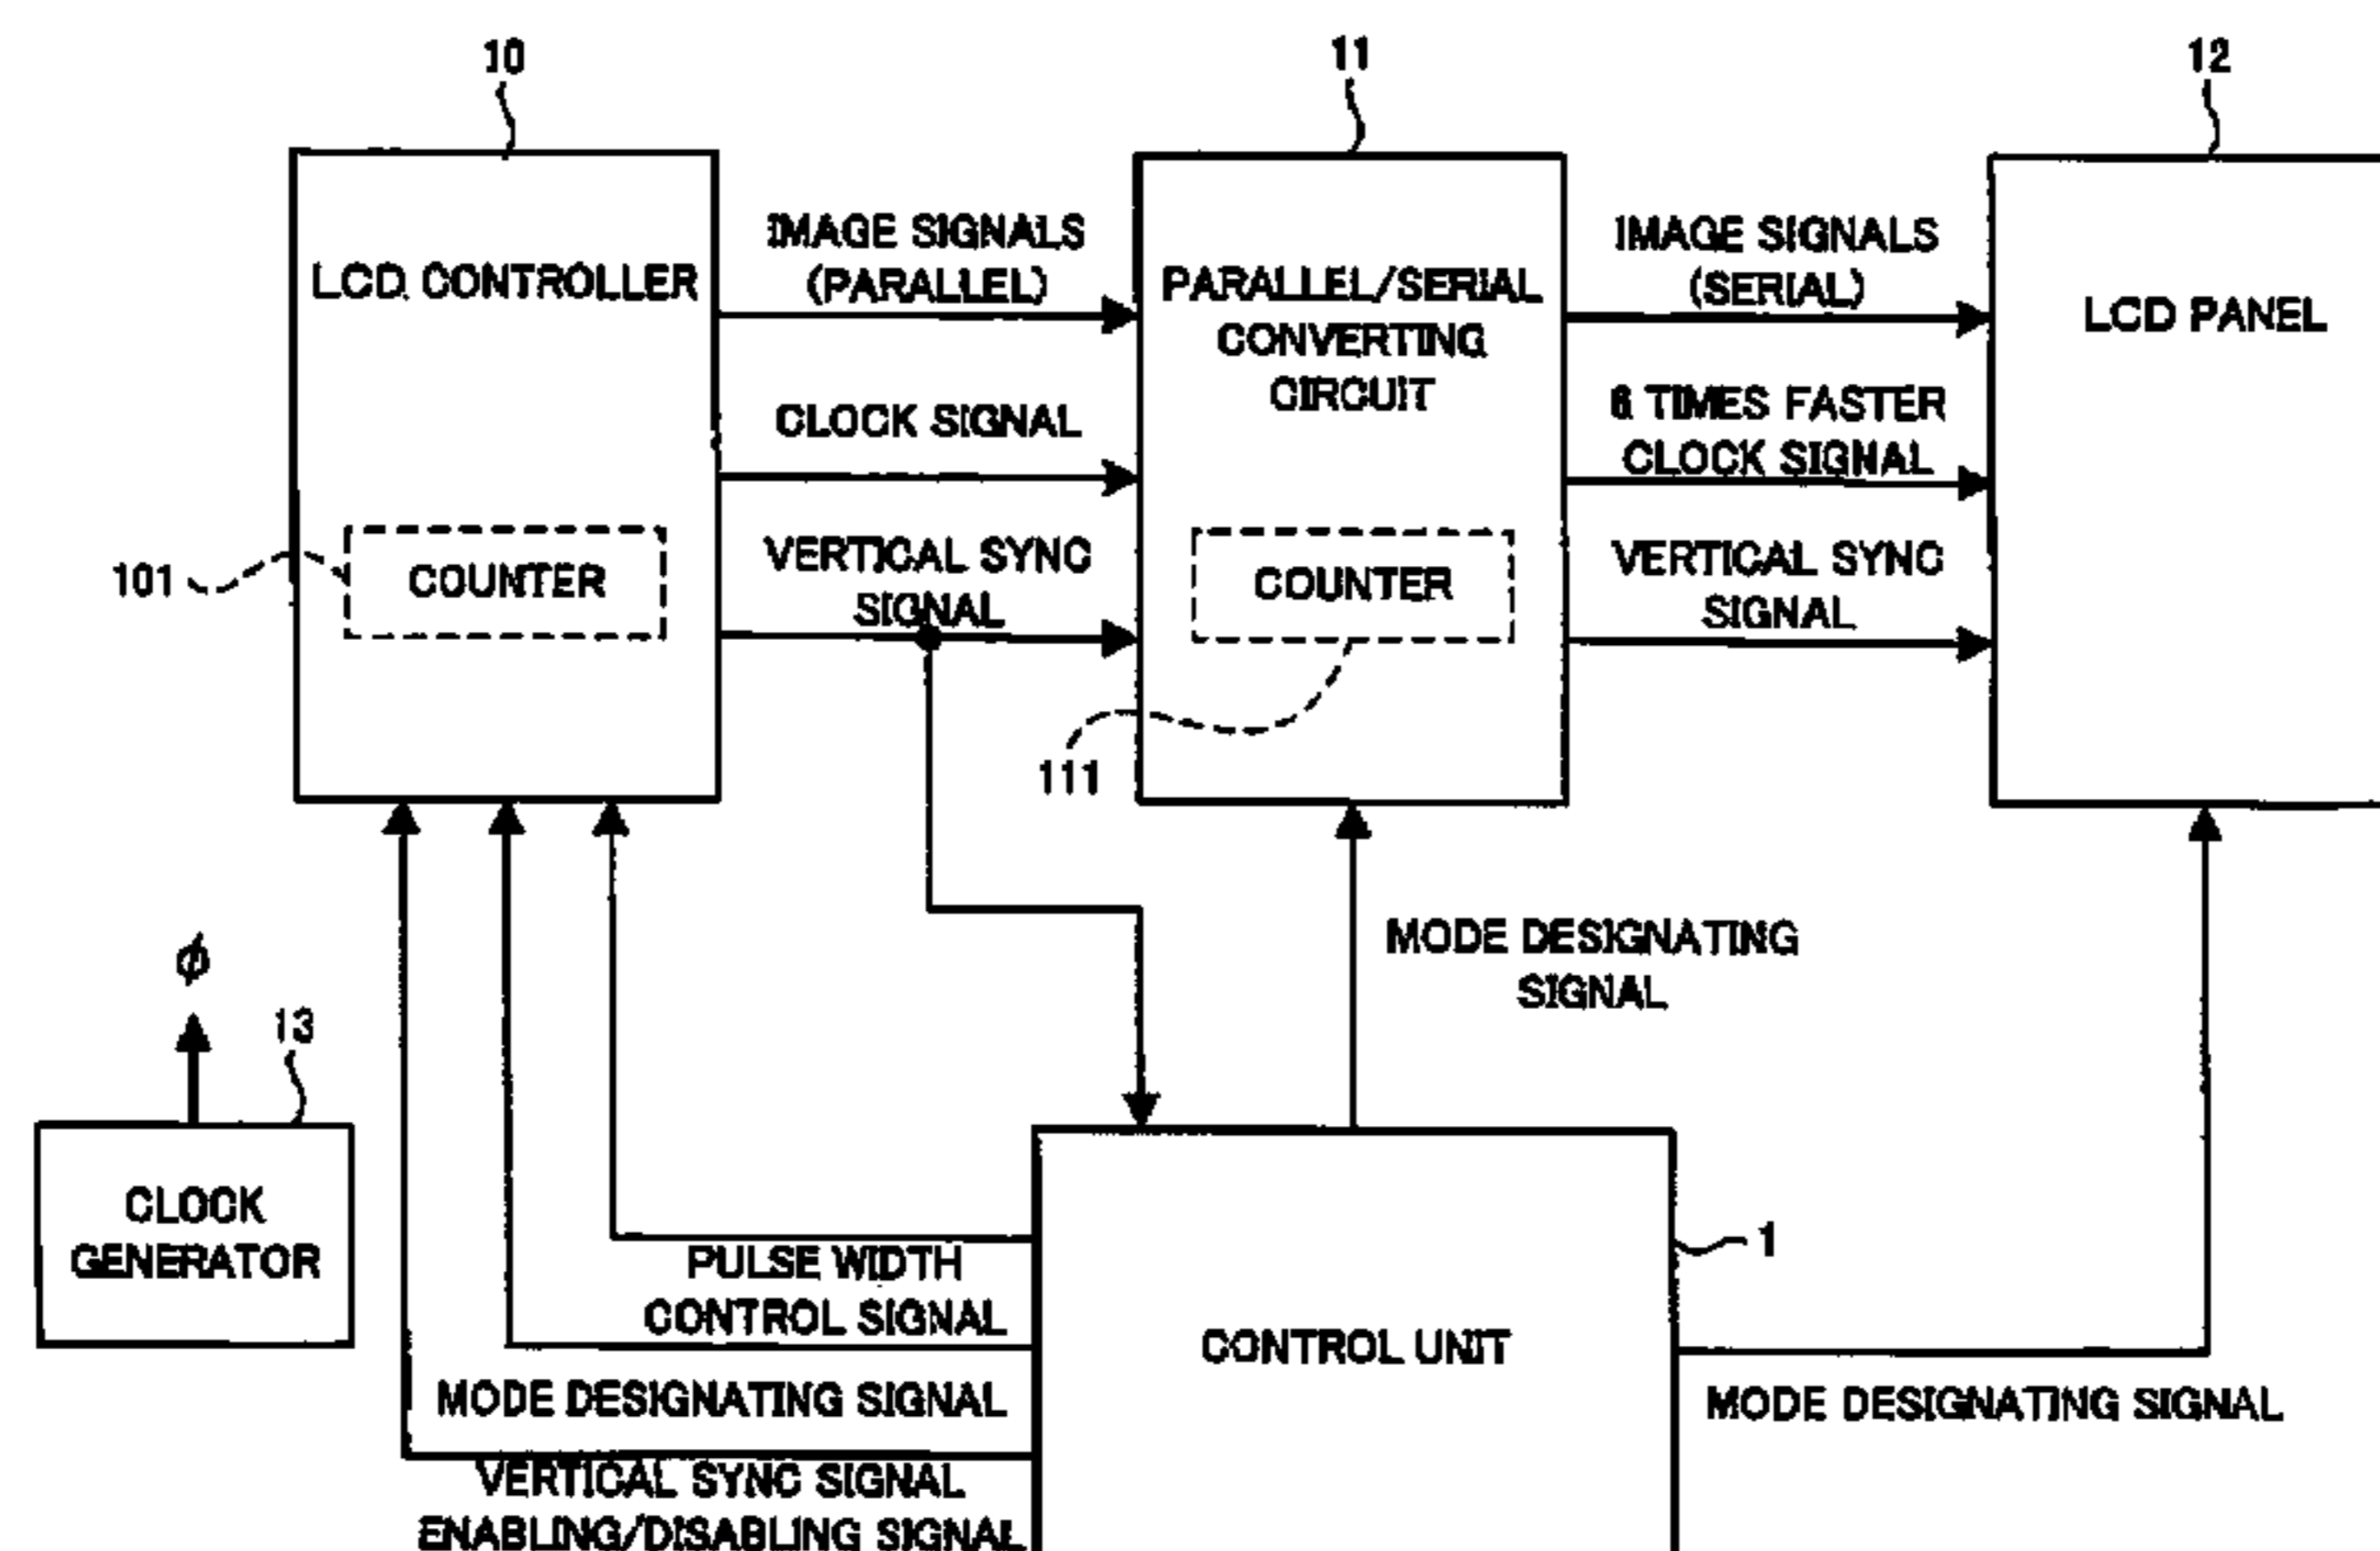 10
11
12
LCD CONTROLLER
IMAGE SIGNALS
(PARALLEL)
PARALLEL/SERIAL
CONVERTING
CIRCUIT
IMAGE SIGNALS
(SERIAL)
LCD PANEL
CLOCK SIGNAL
6 TIMES FASTER
CLOCK SIGNAL
101
COUNTER
VERTICAL SYNC
SIGNAL
COUNTER
VERTICAL SYNC
SIGNAL
111
ϕ
13
MODE DESIGNATING
SIGNAL
CLOCK
GENERATOR
PULSE WIDTH
CONTROL SIGNAL
1
CONTROL UNIT
MODE DESIGNATING SIGNAL
MODE DESIGNATING SIGNAL
VERTICAL SYNC SIGNAL
ENABLING/DISABLING SIGNAL